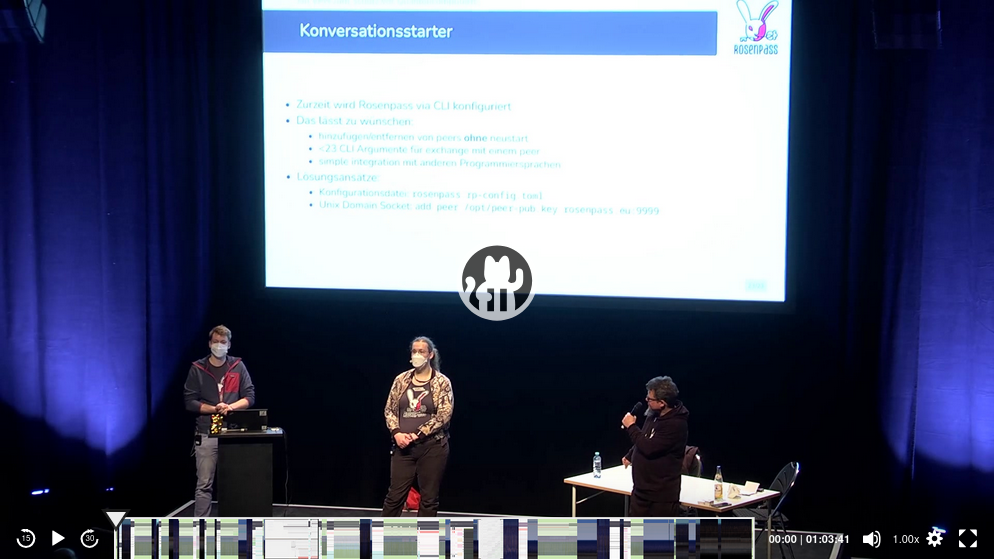 Konversationsstarter
ROSENPASS
Zurzeit wird Rosenpass via CLI konfiguriert
Das lässt zu wünschen:
hinzufügen/entfernen von peers ohne neustart
<23 CLI Argumente für exchange mit einem peer
simple integration mit anderen Programmiersprachen
Lösungsansätze:
Konfigurationsdatei: rosenpass rp-config.toml
Unix Domain Socket: add peer /opt/peer-pub.key rosenpass.nu:9999
15
30
00:00 | 01:03:41
1.00x